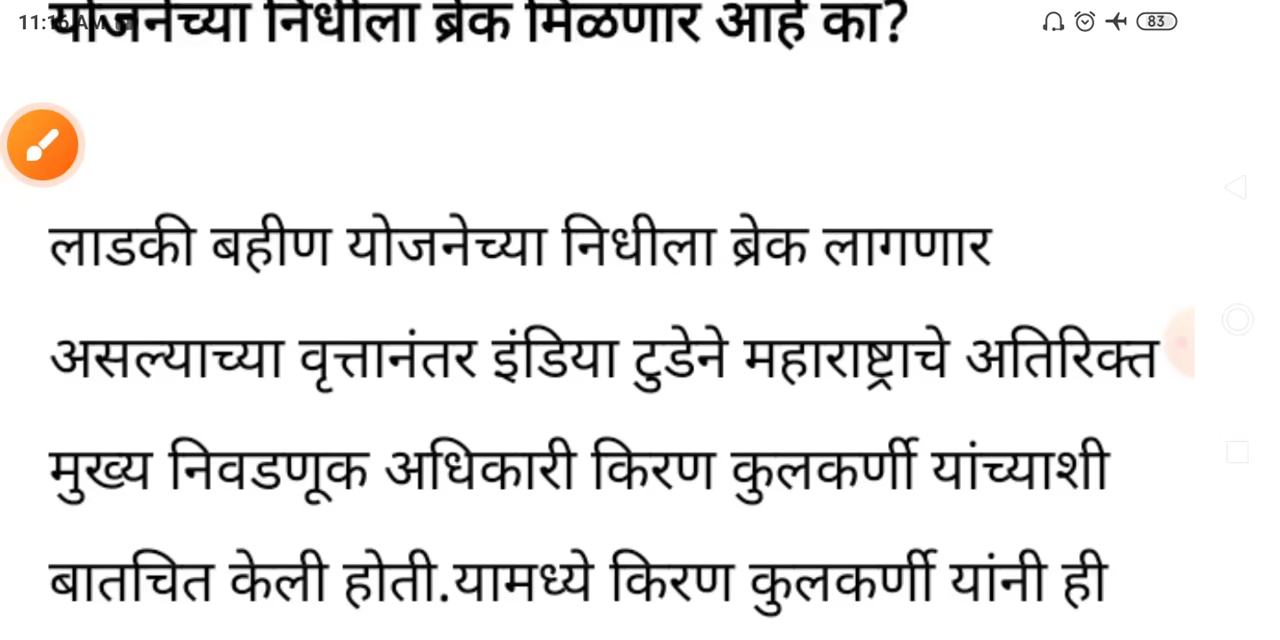 योजनेच्या निधीला ब्रेक मिळणार आहे का?
83
लाडकी बहीण योजनेच्या निधीला ब्रेक लागणार
असल्याच्या वृत्तानंतर इंडिया टुडेने महाराष्ट्राचे अतिरिक्त
मुख्य निवडणूक अधिकारी किरण कुलकर्णी यांच्याशी
बातचित केली होती.यामध्ये किरण कुलकर्णी यांनी ही